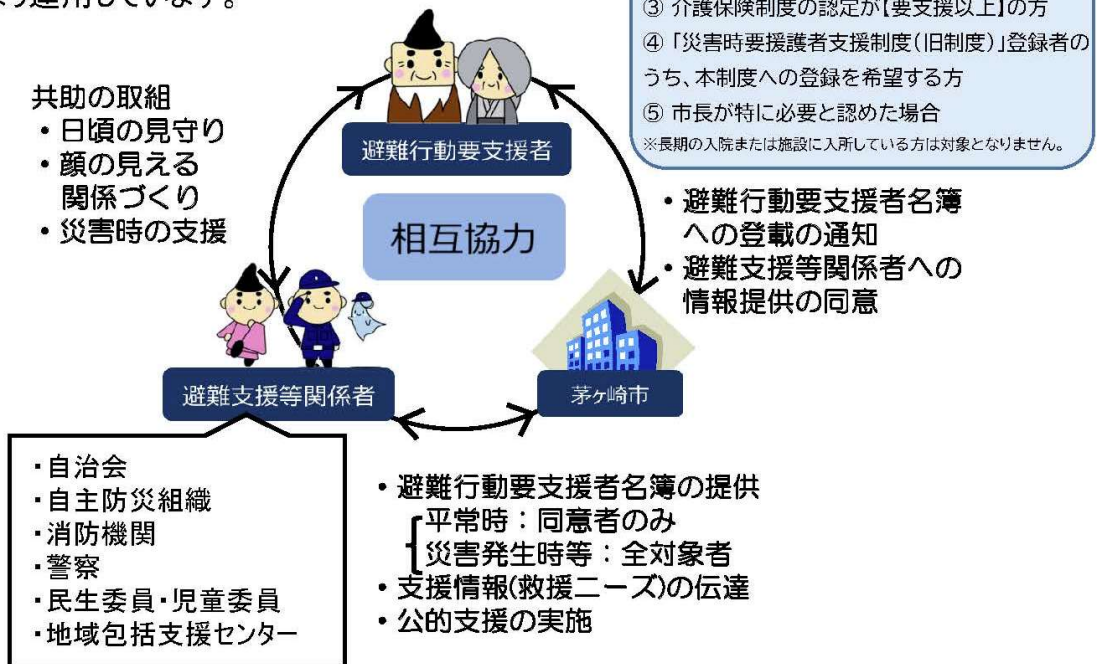 より運用しています。
③ 介護保険制度の認定が【要支援以上】の方
④「災害時要援護者支援制度(旧制度)」登録者の
うち、本制度への登録を希望する方
⑤ 市長が特に必要と認めた場合
※長期の入院または施設に入所している方は対象となりません。
共助の取組
・日頃の見守り
・顔の見える
関係づくり
・災害時の支援
避難行動要支援者
相互協力
・避難行動要支援者名簿
への登載の通知
・避難支援等関係者への
情報提供の同意
避難支援等関係者
茅ヶ崎市
・自治会
・自主防災組織
・消防機関
・警察
・民生委員・児童委員
・地域包括支援センター
・避難行動要支援者名簿の提供
平常時：同意者のみ
災害発生時等：全対象者
・支援情報(救援ニーズ)の伝達
・公的支援の実施